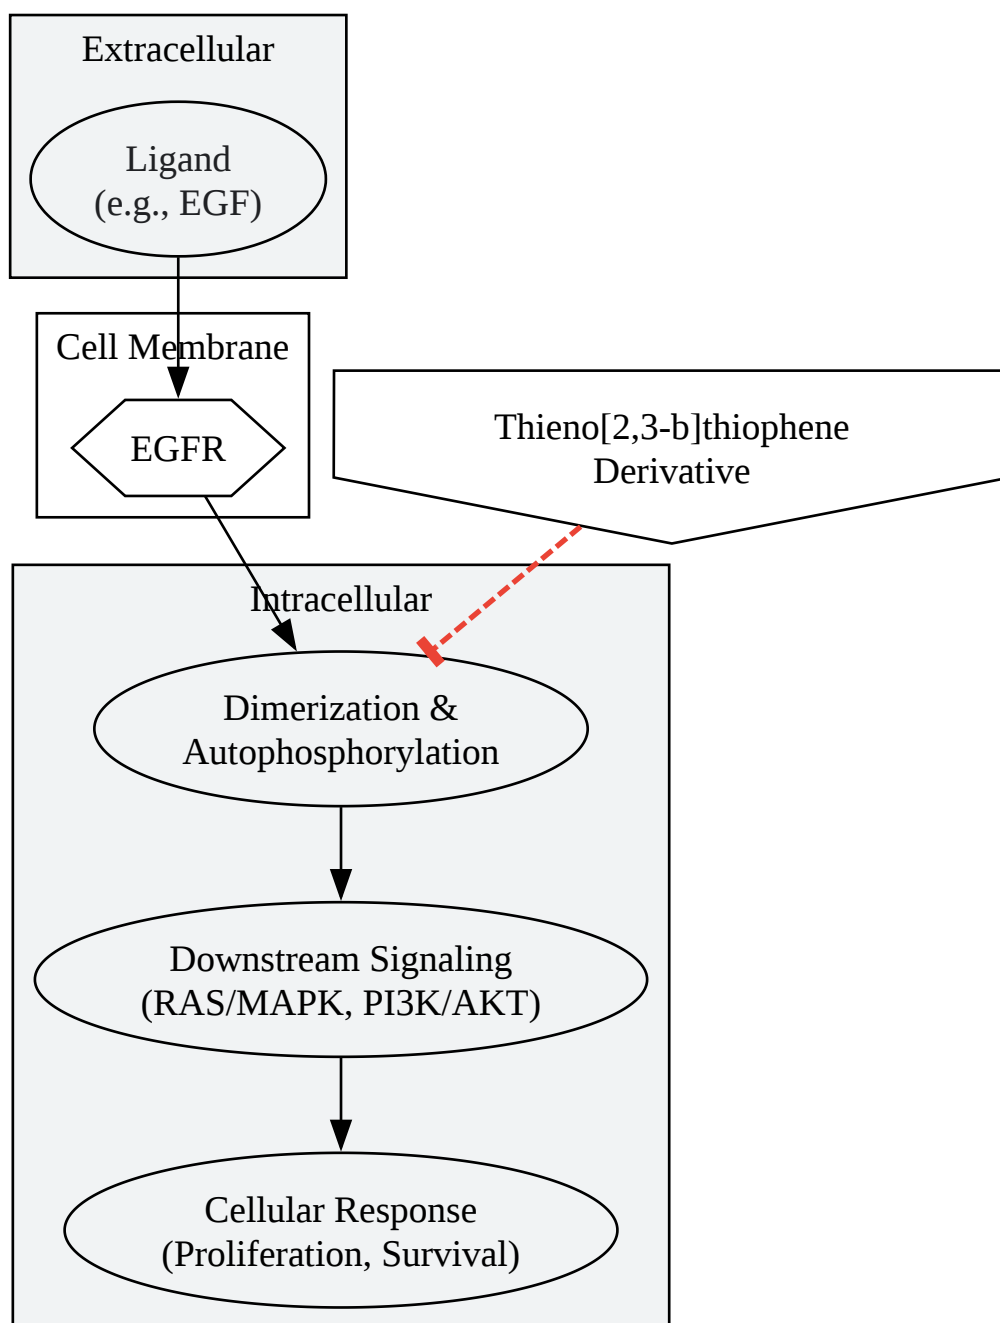 Extracellular
Ligand
(e.g., EGF)
Cell Membrane
EGFR
Thieno[2,3-b]thiophene
Derivative
Intracellular
Dimerization &
Autophosphorylation
Downstream Signaling
(RAS/MAPK, PI3K/AKT)
Cellular Response
(Proliferation, Survival)